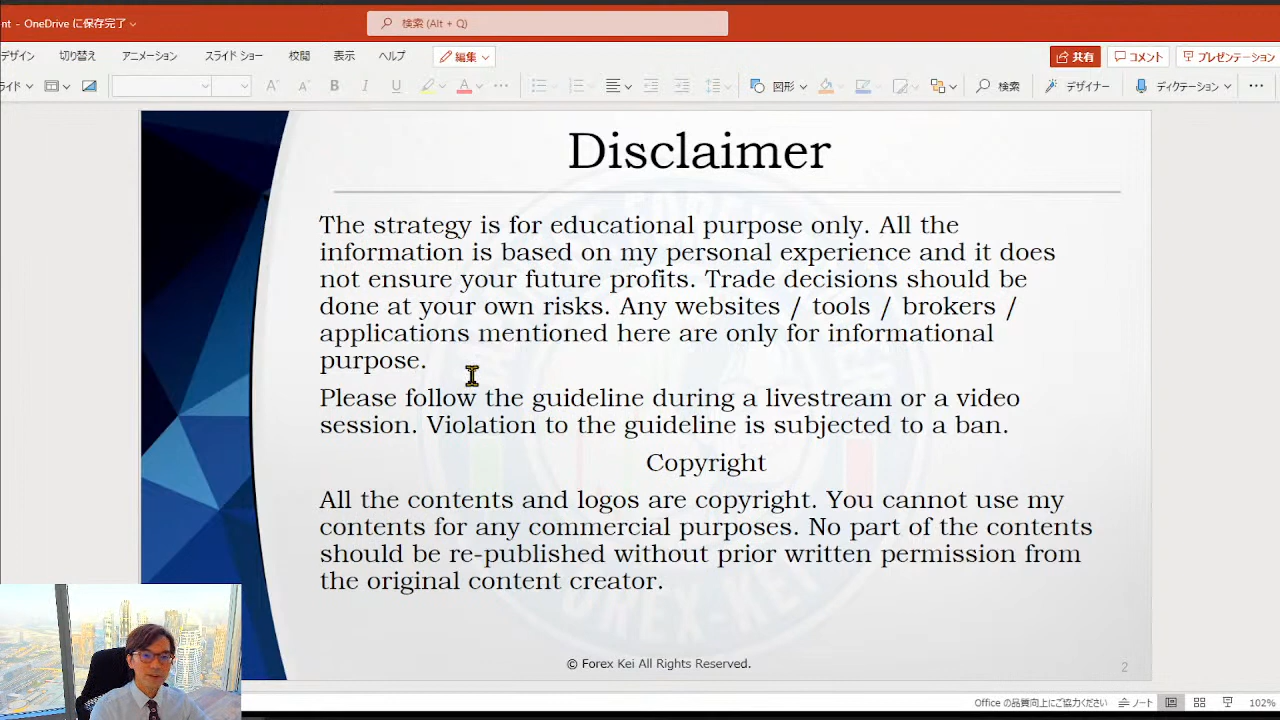 nt - OneDrive に保存完了
検索 (Alt + Q)
デザイン 切り替え アニメーション スライド ショー 校閲 表示 ヘルプ 編集 共有 コメント プレゼンテーション
B I U A 図形 検索 デザイナー ディクテーション
Disclaimer
The strategy is for educational purpose only. All the
information is based on my personal experience and it does
not ensure your future profits. Trade decisions should be
done at your own risks. Any websites / tools / brokers /
applications mentioned here are only for informational
purpose.
Please follow the guideline during a livestream or a video
session. Violation to the guideline is subjected to a ban.
Copyright
All the contents and logos are copyright. You cannot use my
contents for any commercial purposes. No part of the contents
should be re-published without prior written permission from
the original content creator.
© Forex Kei All Rights Reserved.
2
Office の品質向上にご協力ください ノート 102%